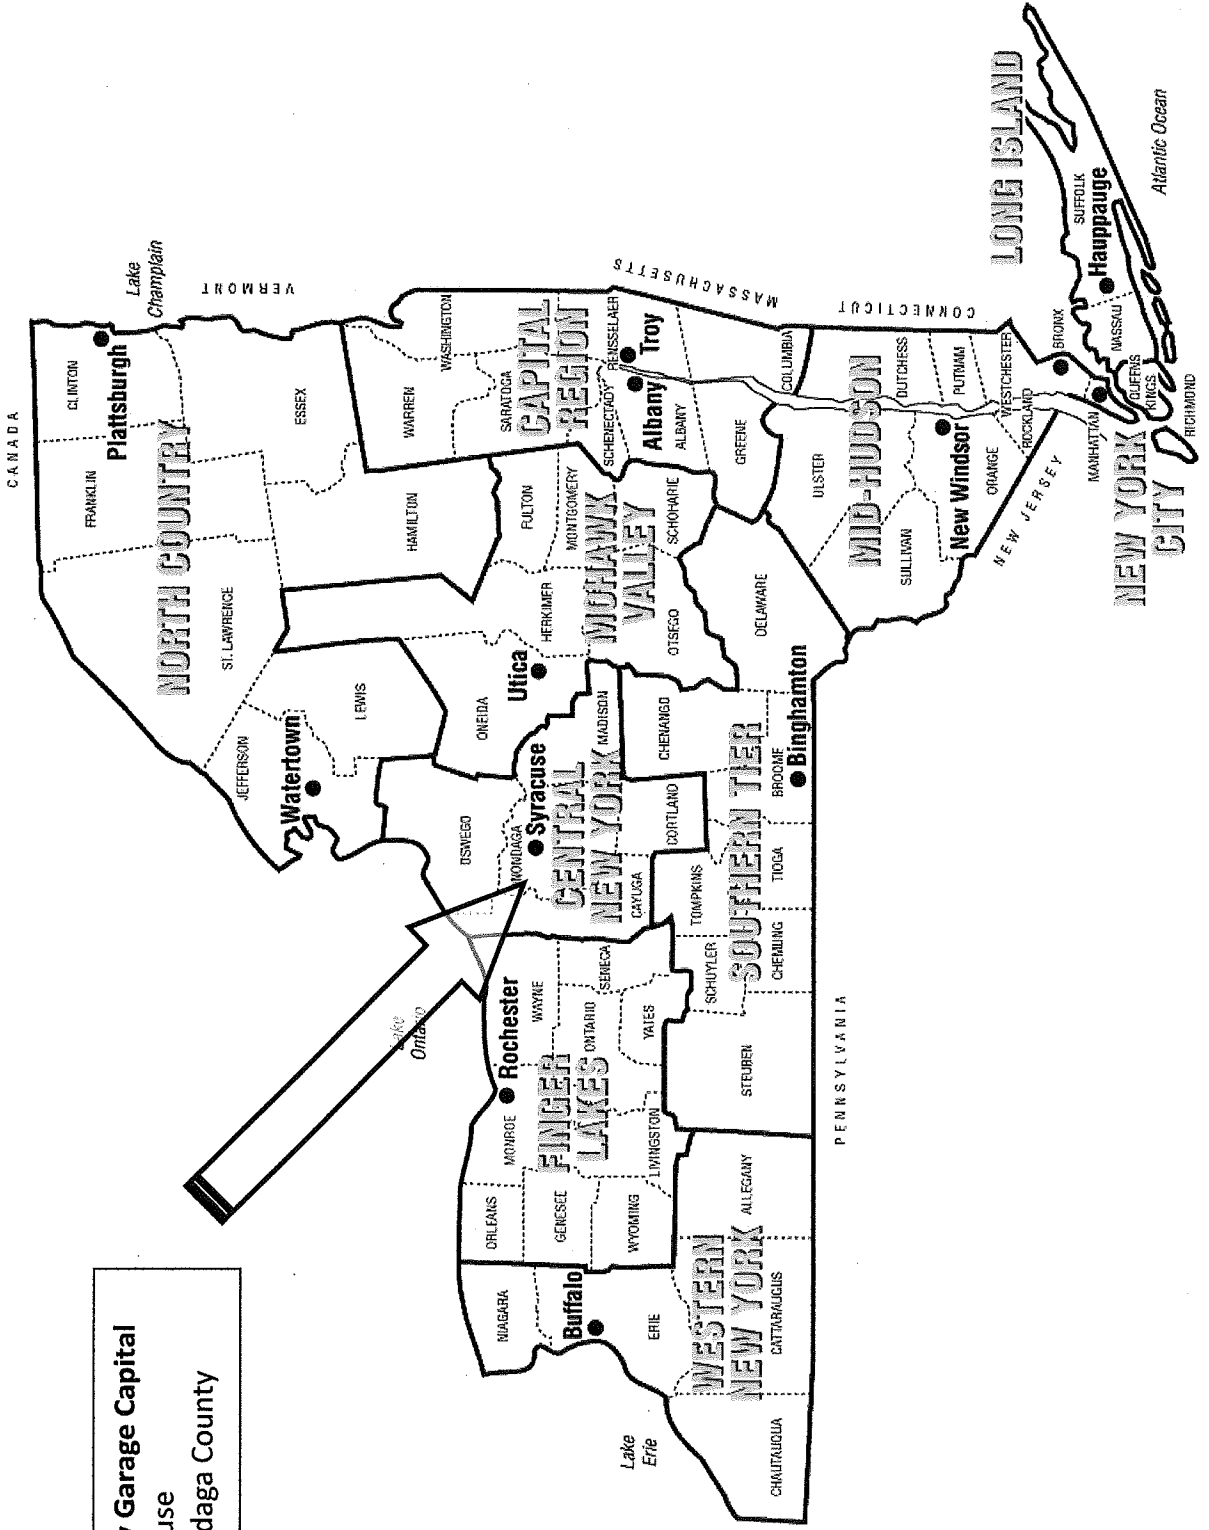 Garage Capital
use
daga County
CANADA
CLINTON
Plattsburgh
Lake
Champlain
FRANKLIN
NORTH COUNTRY
ST. LAWRENCE
ESSEX
VERMONT
JEFFERSON
Watertown
LEWIS
HAMILTON
WARREN
WASHINGTON
Lake
Ontario
OSWEGO
ONEIDA
Utica
HERKIMER
FULTON
SARATOGA
CAPITAL
REGION
NIAGARA
ORLEANS
MONROE
Rochester
WAYNE
NONDAGA
Syracuse
MONTGOMERY
SCHENECTADY
RENSSELAER
MASSACHUSETTS
Buffalo
GENESEE
FINGER
LAKES
ONTARIO
SENECA
CENTRAL
NEW YORK
MADISON
MOHAWK
VALLEY
Albany
Troy
ERIE
WYOMING
LIVINGSTON
YATES
CAYUGA
CORTLAND
CHENANGO
OTSEGO
SCHOHARIE
ALBANY
Lake
Erie
WESTERN
NEW YORK
SCHUYLER
TOMPKINS
SOUTHERN TIER
DELAWARE
GREENE
COLUMBIA
CHAUTAUQUA
CATTARAUGUS
ALLEGANY
STEUBEN
CHEMUNG
TIOGA
BROOME
Binghamton
PENNSYLVANIA
ULSTER
MID-HUDSON
DUTCHESS
CONNECTICUT
SULLIVAN
New Windsor
PUTNAM
ORANGE
ROCKLAND
WESTCHESTER
NEW JERSEY
LONG ISLAND
BRONX
MANHATTAN
NEW YORK
CITY
QUEENS
KINGS
RICHMOND
NASSAU
SUFFOLK
Hauppauge
Atlantic Ocean